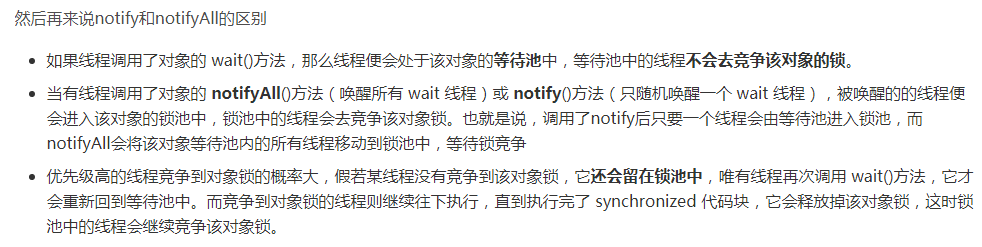 然后再来说notify和notifyAll的区别
如果线程调用了对象的 wait()方法，那么线程便会处于该对象的等待池中，等待池中的线程不会去竞争该对象的锁。
当有线程调用了对象的 notifyAll()方法（唤醒所有 wait 线程）或 notify()方法（只随机唤醒一个 wait 线程），被唤醒的的线程便
会进入该对象的锁池中，锁池中的线程会去竞争该对象锁。也就是说，调用了notify后只要一个线程会由等待池进入锁池，而
notifyAll会将该对象等待池内的所有线程移动到锁池中，等待锁竞争
优先级高的线程竞争到对象锁的概率大，假若某线程没有竞争到该对象锁，它还会留在锁池中，唯有线程再次调用 wait()方法，它才
会重新回到等待池中。而竞争到对象锁的线程则继续往下执行，直到执行完了 synchronized 代码块，它会释放掉该对象锁，这时锁
池中的线程会继续竞争该对象锁。